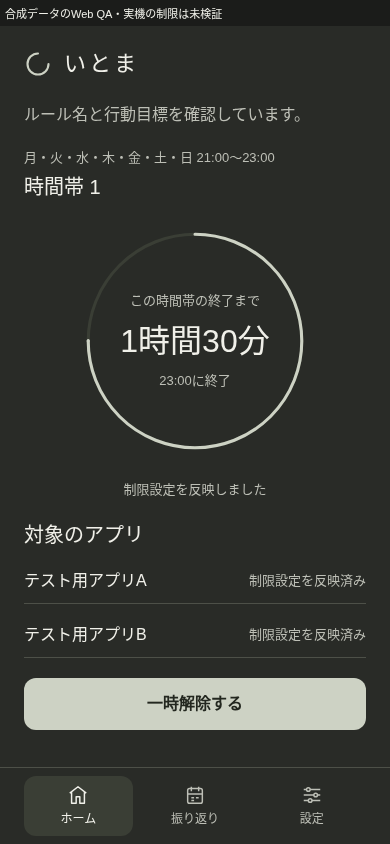 合成データのWeb QA・実機の制限は未検証
いとま
ルール名と行動目標を確認しています。
月・火・水・木・金・土・日 21:00〜23:00
時間帯 1
この時間帯の終了まで
1時間30分
23:00に終了
制限設定を反映しました
対象のアプリ
テスト用アプリA 制限設定を反映済み
テスト用アプリB 制限設定を反映済み
一時解除する
ホーム 振り返り 設定